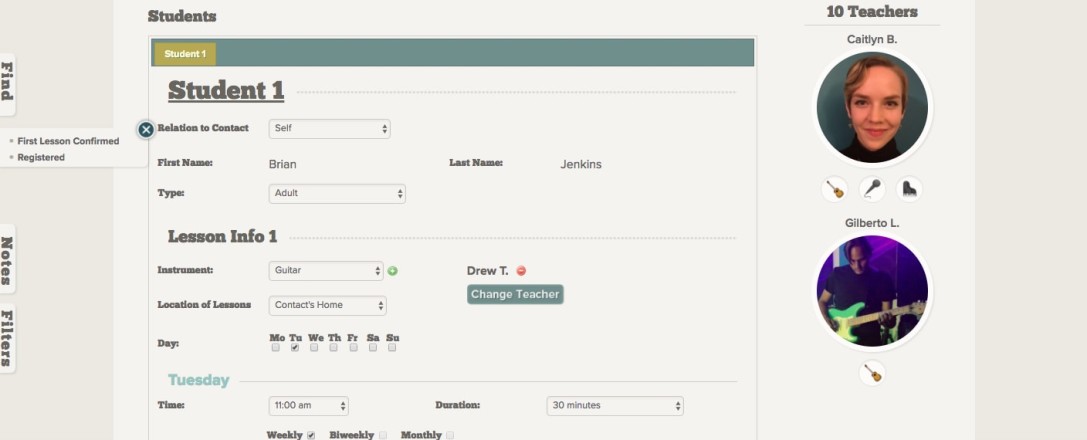 Students
10 Teachers
Student 1
Caitlyn B.
Student 1
Find
Relation to Contact Self
First Lesson Confirmed
Registered
First Name: Brian Last Name: Jenkins
Type: Adult
Gilberto L.
Lesson Info 1
Notes
Instrument: Guitar Drew T.
Change Teacher
Location of Lessons Contact's Home
Filters
Mo Tu We Th Fr Sa Su
Day:
Tuesday
Time: 11:00 am Duration: 30 minutes
Weekly Biweekly Monthly